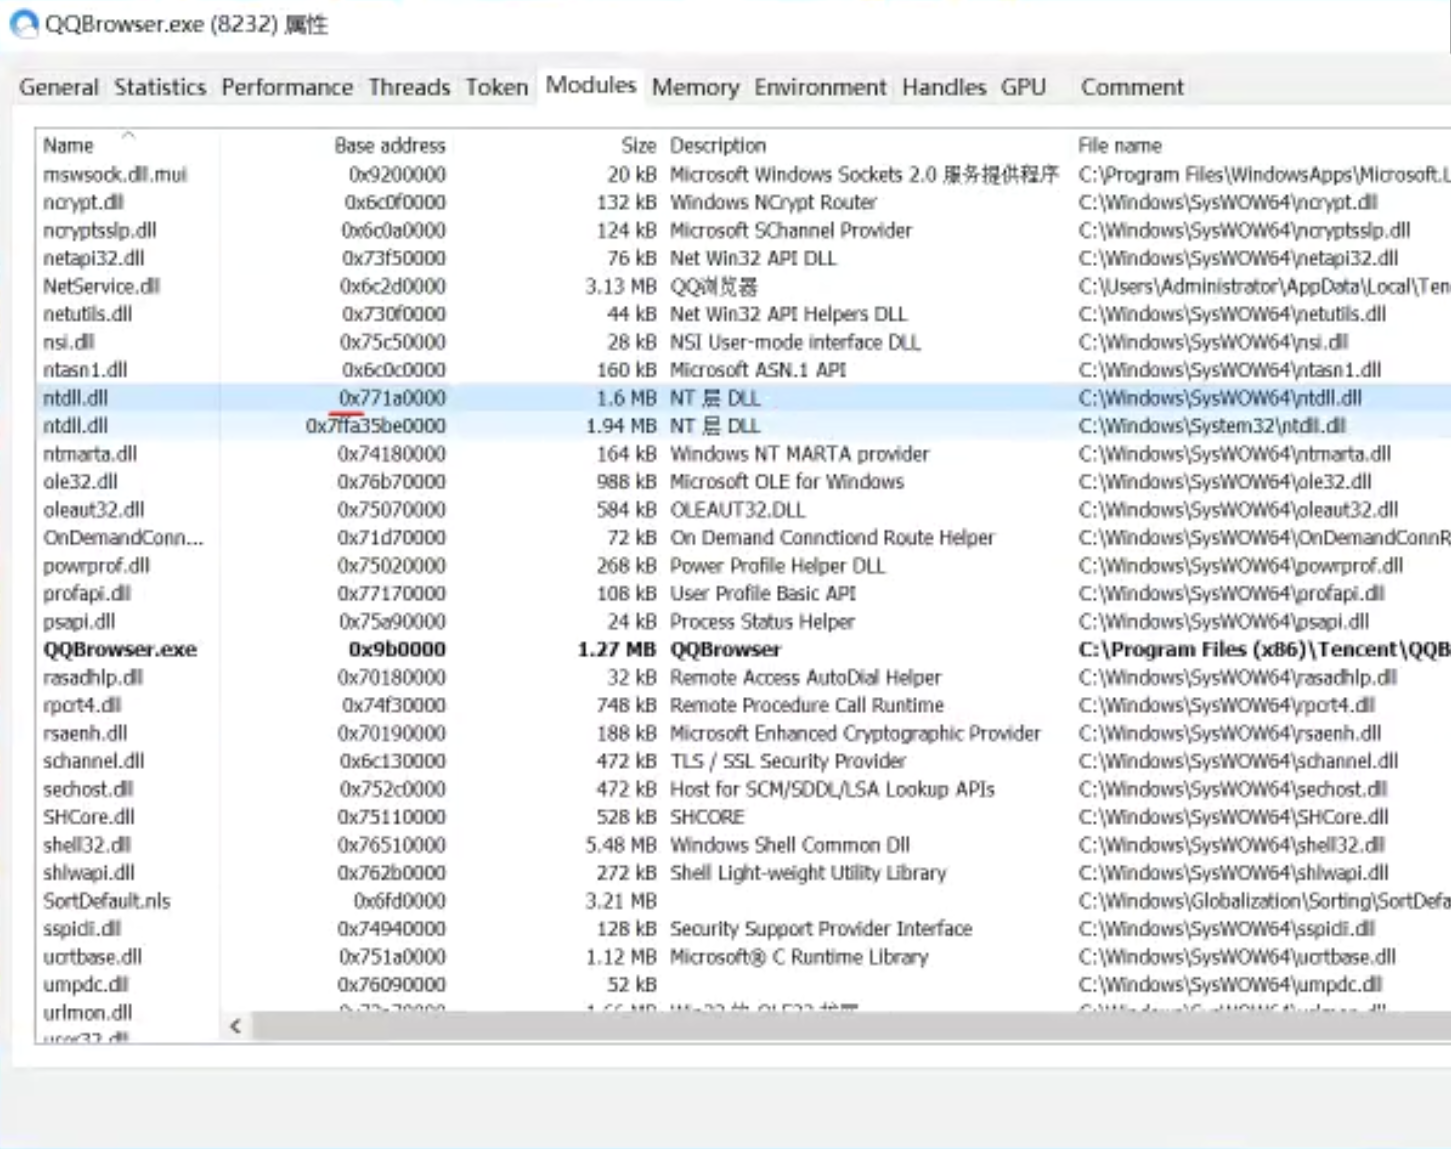 QQBrowser.exe (8232) 属性
General Statistics Performance Threads Token Modules Memory Environment Handles GPU Comment
Name Base address Size Description File name
mswsock.dll.mui 0x9200000 20 kB Microsoft Windows Sockets 2.0 服务提供程序 C:\Program Files\WindowsApps\Microsoft.L
ncrypt.dll 0x6c0f0000 132 kB Windows NCrypt Router C:\Windows\SysWOW64\ncrypt.dll
ncryptsslp.dll 0x6c0a0000 124 kB Microsoft SChannel Provider C:\Windows\SysWOW64\ncryptsslp.dll
netapi32.dll 0x73f50000 76 kB Net Win32 API DLL C:\Windows\SysWOW64\netapi32.dll
NetService.dll 0x6c2d0000 3.13 MB QQ浏览器 C:\Users\Administrator\AppData\Local\Ten
netutils.dll 0x730f0000 44 kB Net Win32 API Helpers DLL C:\Windows\SysWOW64\netutils.dll
nsi.dll 0x75c50000 28 kB NSI User-mode interface DLL C:\Windows\SysWOW64\nsi.dll
ntasn1.dll 0x6c0c0000 160 kB Microsoft ASN.1 API C:\Windows\SysWOW64\ntasn1.dll
ntdll.dll 0x771a0000 1.6 MB NT 层 DLL C:\Windows\SysWOW64\ntdll.dll
ntdll.dll 0x7ffa35be0000 1.94 MB NT 层 DLL C:\Windows\System32\ntdll.dll
ntmarta.dll 0x74180000 164 kB Windows NT MARTA provider C:\Windows\SysWOW64\ntmarta.dll
ole32.dll 0x76b70000 988 kB Microsoft OLE for Windows C:\Windows\SysWOW64\ole32.dll
oleaut32.dll 0x75070000 584 kB OLEAUT32.DLL C:\Windows\SysWOW64\oleaut32.dll
OnDemandConn... 0x71d70000 72 kB On Demand Connctiond Route Helper C:\Windows\SysWOW64\OnDemandConnR
powrprof.dll 0x75020000 268 kB Power Profile Helper DLL C:\Windows\SysWOW64\powrprof.dll
profapi.dll 0x77170000 108 kB User Profile Basic API C:\Windows\SysWOW64\profapi.dll
psapi.dll 0x75a90000 24 kB Process Status Helper C:\Windows\SysWOW64\psapi.dll
QQBrowser.exe 0x9b0000 1.27 MB QQBrowser C:\Program Files (x86)\Tencent\QQB
rasadhlp.dll 0x70180000 32 kB Remote Access AutoDial Helper C:\Windows\SysWOW64\rasadhlp.dll
rpcrt4.dll 0x74f30000 748 kB Remote Procedure Call Runtime C:\Windows\SysWOW64\rpcrt4.dll
rsaenh.dll 0x70190000 188 kB Microsoft Enhanced Cryptographic Provider C:\Windows\SysWOW64\rsaenh.dll
schannel.dll 0x6c130000 472 kB TLS / SSL Security Provider C:\Windows\SysWOW64\schannel.dll
sechost.dll 0x752c0000 472 kB Host for SCM/SDDL/LSA Lookup APIs C:\Windows\SysWOW64\sechost.dll
SHCore.dll 0x75110000 528 kB SHCORE C:\Windows\SysWOW64\SHCore.dll
shell32.dll 0x76510000 5.48 MB Windows Shell Common Dll C:\Windows\SysWOW64\shell32.dll
shlwapi.dll 0x762b0000 272 kB Shell Light-weight Utility Library C:\Windows\SysWOW64\shlwapi.dll
SortDefault.nls 0x6fd0000 3.21 MB C:\Windows\Globalization\Sorting\SortDefa
sspicli.dll 0x74940000 128 kB Security Support Provider Interface C:\Windows\SysWOW64\sspicli.dll
ucrtbase.dll 0x751a0000 1.12 MB Microsoft® C Runtime Library C:\Windows\SysWOW64\ucrtbase.dll
umpdc.dll 0x76090000 52 kB C:\Windows\SysWOW64\umpdc.dll
urlmon.dll
user32.dll